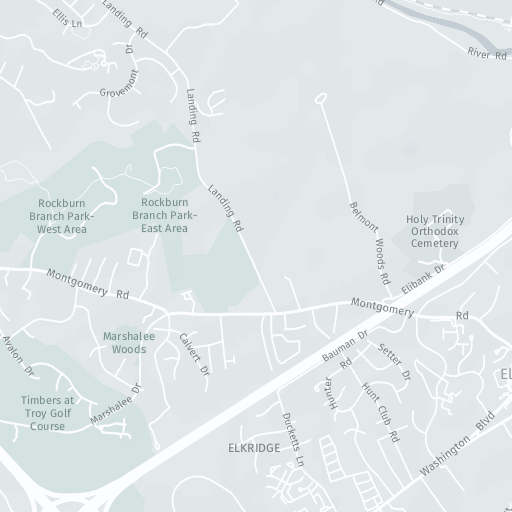 Ellis Ln
Landing Rd
Rd
River Rd
Grovemont Dr
Landing Rd
Rockburn
Branch Park-
West Area
Rockburn
Branch Park-
East Area
Landing Rd
Belmont Woods Rd
Holy Trinity
Orthodox
Cemetery
Elibank Dr
Montgomery Rd
Montgomery Rd
Avalon Dr
Marshalee
Woods
Calvert Dr
Bauman Dr
Setter Dr
Hunter Rd
Hunt Club Rd
El
Timbers at
Troy Golf
Course
Marshalee Dr
Ducketts Ln
ELKRIDGE
Washington Blvd